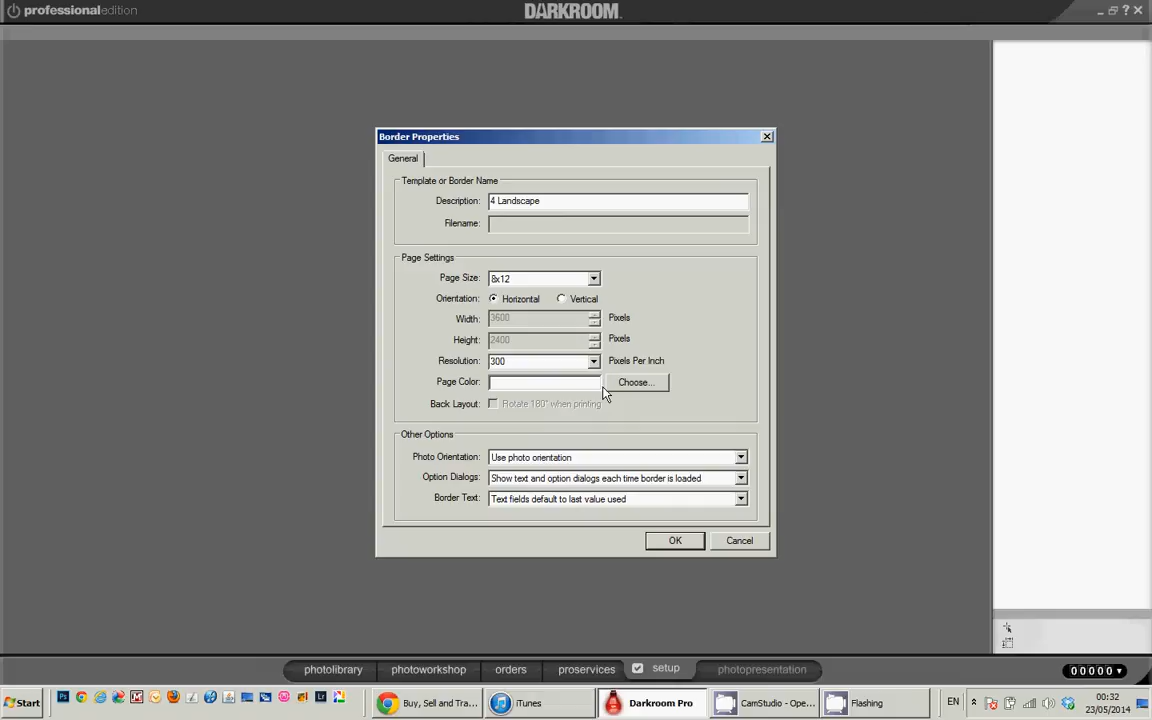 professionaledition
DARKROOM
Border Properties
General
Template or Border Name
Description: 4 Landscape
Filename:
Page Settings
Page Size: 8x12
Orientation: Horizontal Vertical
Width: 3600 Pixels
Height: 2400 Pixels
Resolution: 300 Pixels Per Inch
Page Color: Choose...
Back Layout: Rotate 180° when printing
Other Options
Photo Orientation: Use photo orientation
Option Dialogs: Show text and option dialogs each time border is loaded
Border Text: Text fields default to last value used
OK Cancel
photolibrary photoworkshop orders proservices setup photopresentation 00000
Start Buy, Sell and Tra... iTunes Darkroom Pro CamStudio - Ope... Flashing EN 00:32
23/05/2014